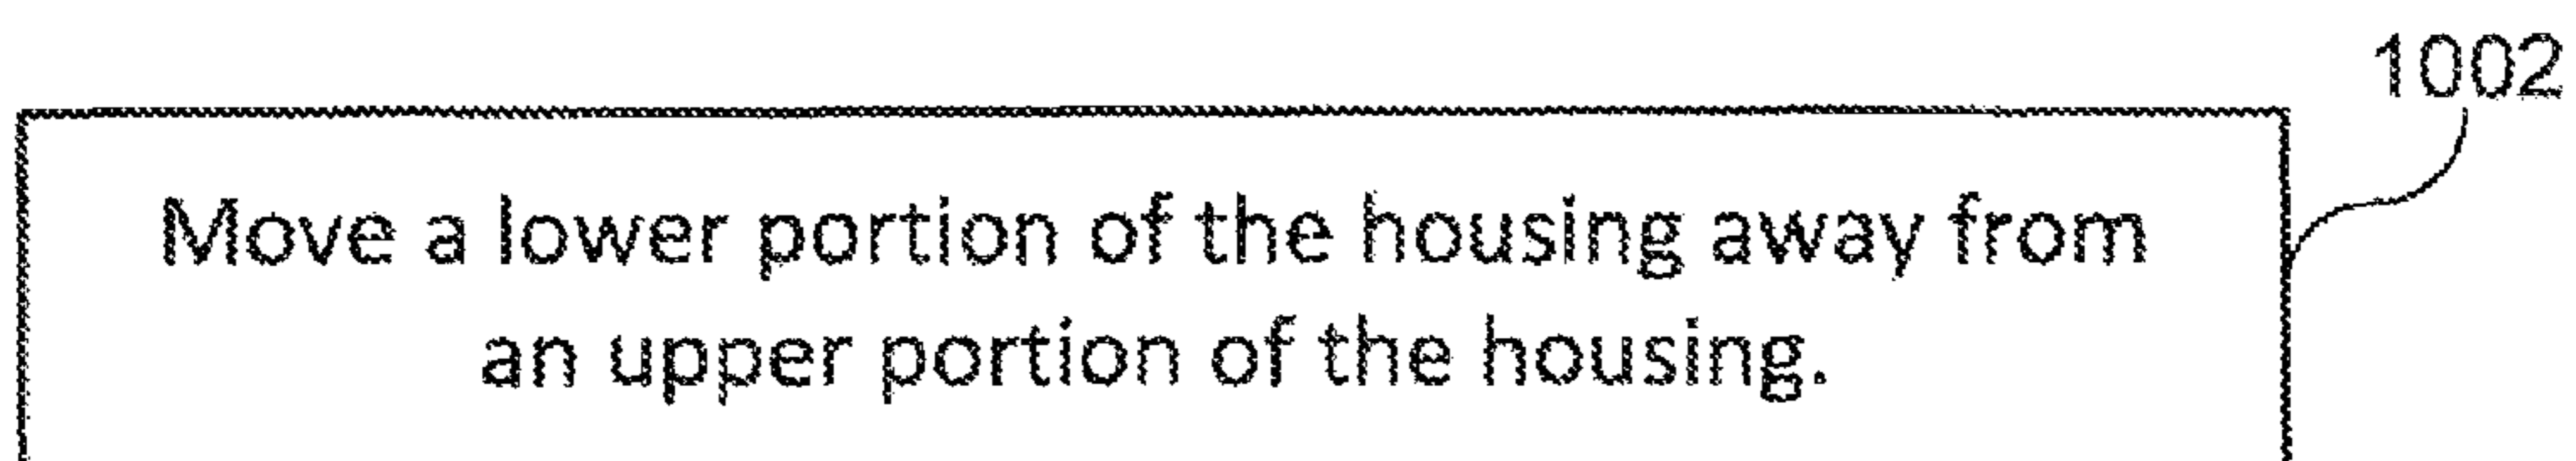 1002
Move a lower portion of the housing away from
an upper portion of the housing.